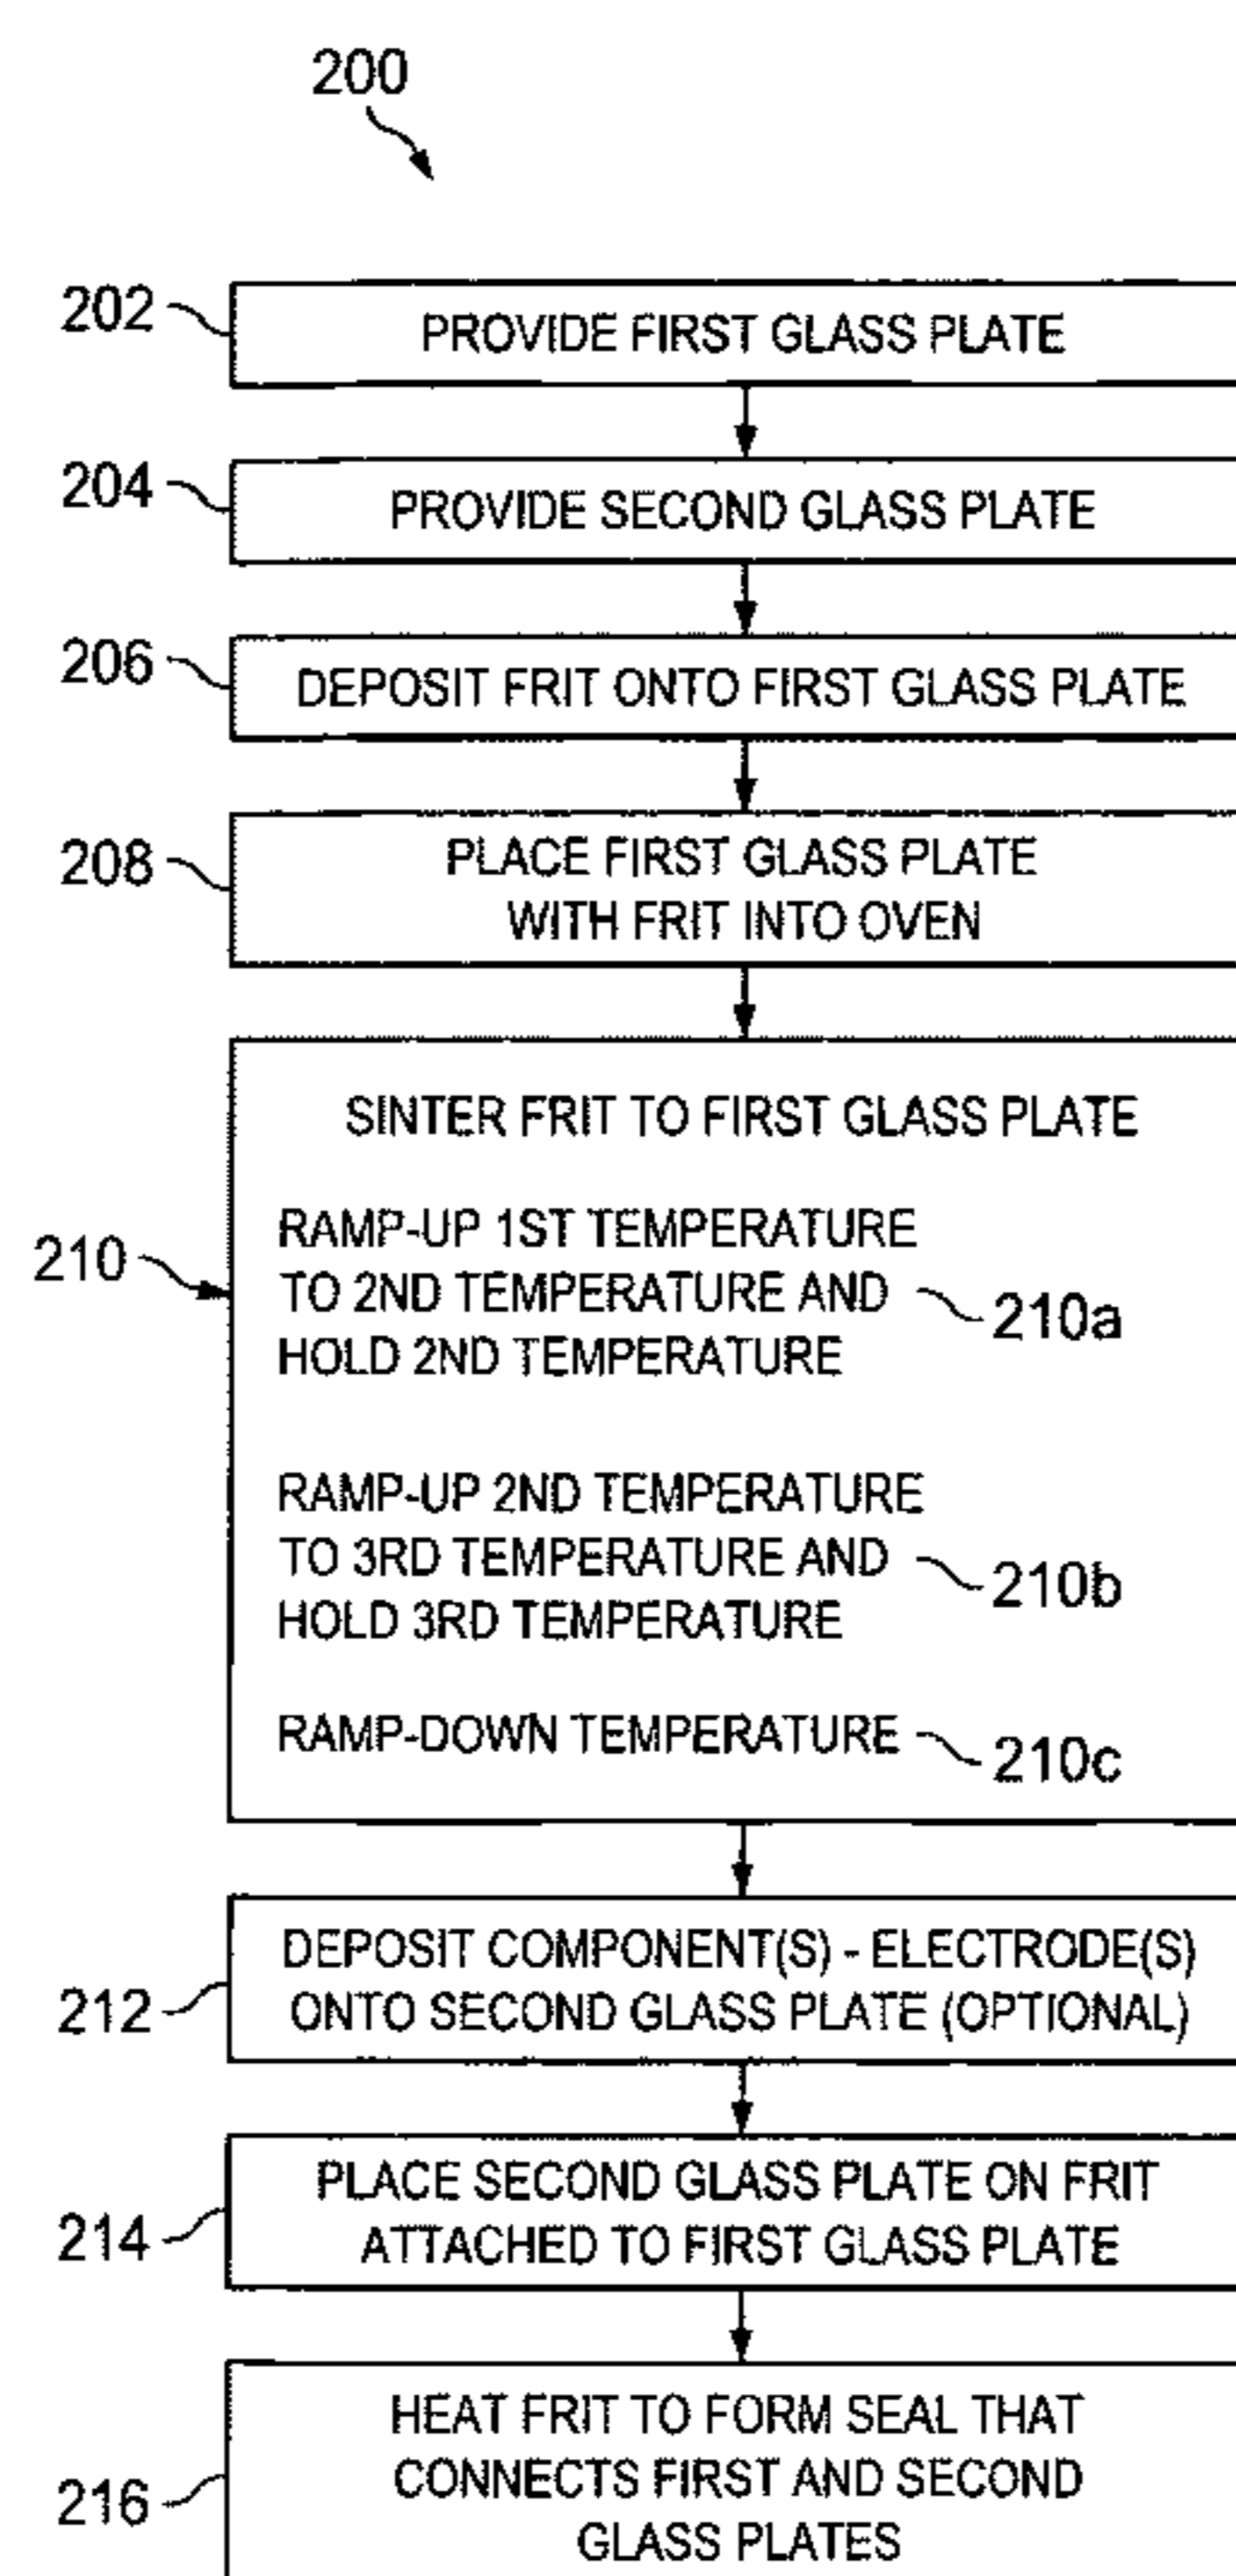 200
202
PROVIDE FIRST GLASS PLATE
204
PROVIDE SECOND GLASS PLATE
206
DEPOSIT FRIT ONTO FIRST GLASS PLATE
208
PLACE FIRST GLASS PLATE
WITH FRIT INTO OVEN
210
SINTER FRIT TO FIRST GLASS PLATE
RAMP-UP 1ST TEMPERATURE
TO 2ND TEMPERATURE AND
HOLD 2ND TEMPERATURE
210a
RAMP-UP 2ND TEMPERATURE
TO 3RD TEMPERATURE AND
HOLD 3RD TEMPERATURE
210b
RAMP-DOWN TEMPERATURE
210c
212
DEPOSIT COMPONENT(S) - ELECTRODE(S)
ONTO SECOND GLASS PLATE (OPTIONAL)
214
PLACE SECOND GLASS PLATE ON FRIT
ATTACHED TO FIRST GLASS PLATE
216
HEAT FRIT TO FORM SEAL THAT
CONNECTS FIRST AND SECOND
GLASS PLATES